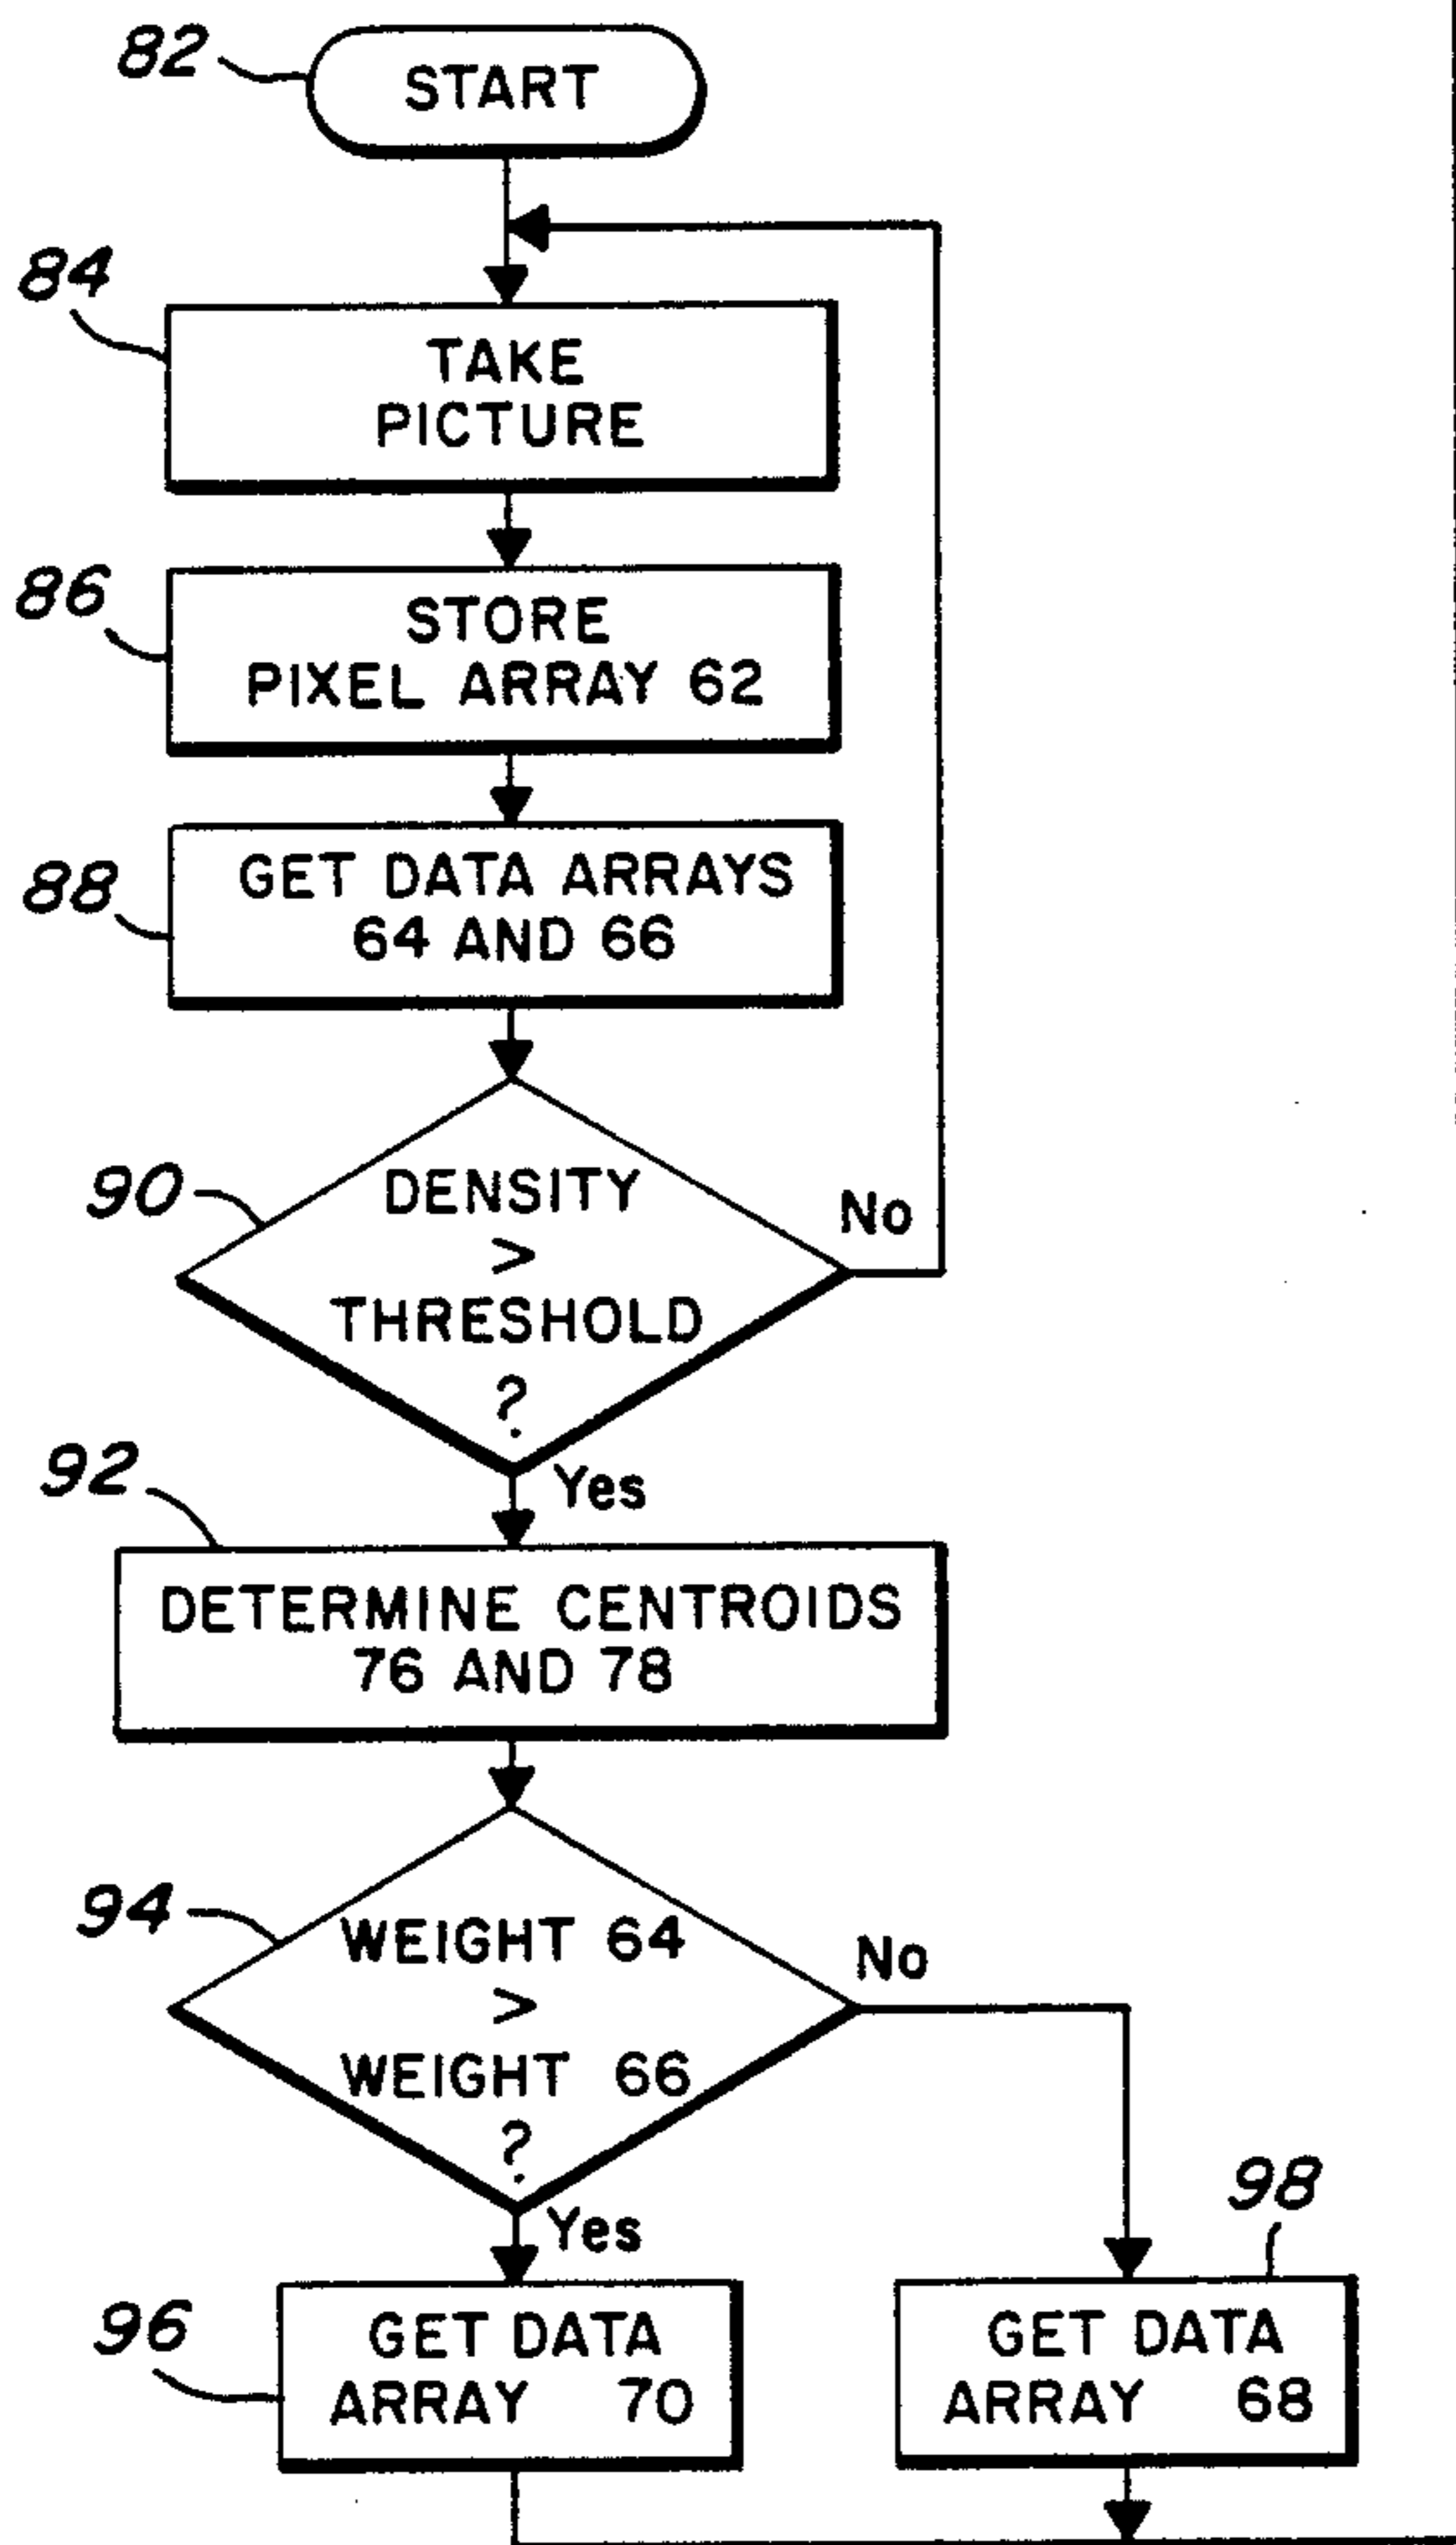 82
START
84
TAKE
PICTURE
86
STORE
PIXEL ARRAY 62
88
GET DATA ARRAYS
64 AND 66
90
DENSITY
>
THRESHOLD
?
No
Yes
92
DETERMINE CENTROIDS
76 AND 78
94
WEIGHT 64
>
WEIGHT 66
?
No
Yes
96
GET DATA
ARRAY 70
98
GET DATA
ARRAY 68